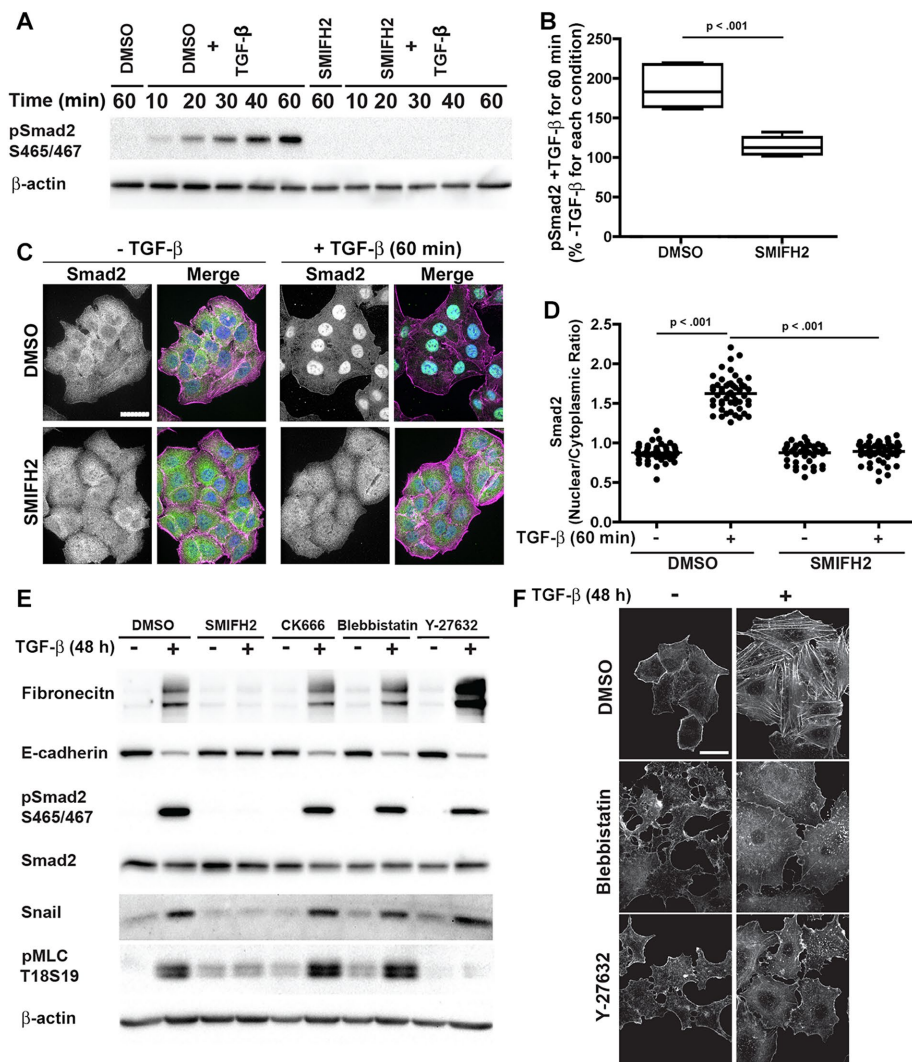 A
DMSO
DMSO + TGF-β
SMIFH2
SMIFH2 + TGF-β
Time (min) 60 10 20 30 40 60 60 10 20 30 40 60
pSmad2
S465/467
β-actin
B
p < .001
pSmad2 +TGF-β for 60 min
(% -TGF-β for each condition)
250
200
150
100
50
0
DMSO SMIFH2
C
- TGF-β + TGF-β (60 min)
Smad2 Merge Smad2 Merge
DMSO
SMIFH2
D
p < .001 p < .001
Smad2
(Nuclear/Cytoplasmic Ratio)
2.5
2.0
1.5
1.0
0.5
0.0
TGF-β (60 min) - + - +
DMSO SMIFH2
E
DMSO SMIFH2 CK666 Blebbistatin Y-27632
TGF-β (48 h) - + - + - + - + - +
Fibronecitn
E-cadherin
pSmad2
S465/467
Smad2
Snail
pMLC
T18S19
β-actin
F
TGF-β (48 h) - +
DMSO
Blebbistatin
Y-27632